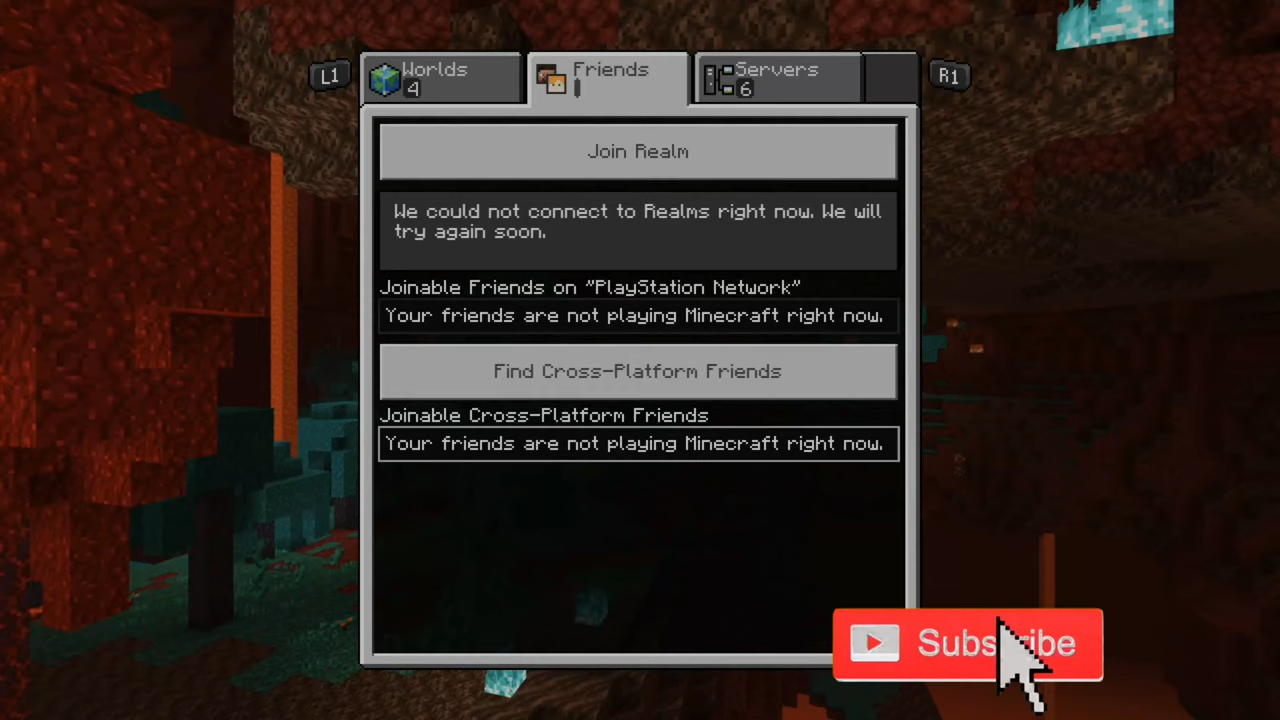 L1
Worlds
4
Friends
Servers
6
R1
Join Realm
We could not connect to Realms right now. We will
try again soon.
Joinable Friends on "PlayStation Network"
Your friends are not playing Minecraft right now.
Find Cross-Platform Friends
Joinable Cross-Platform Friends
Your friends are not playing Minecraft right now.
Subscribe